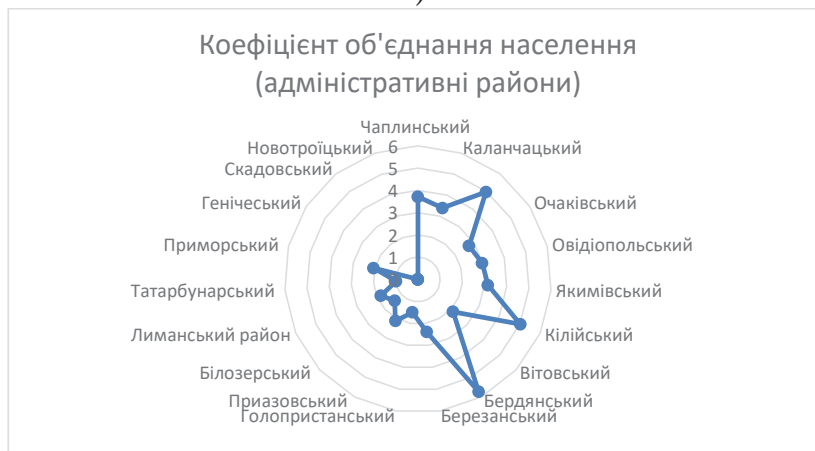 )
Коефіцієнт об'єднання населення
(адміністративні райони)
Чаплинський
Каланчацький
Очаківський
Овідіопольський
Якимівський
Кілійський
Вітовський
Бердянський
Березанський
Голопристанський
Приазовський
Білозерський
Лиманський район
Татарбунарський
Приморський
Генічеський
Скадовський
Новотроїцький
6
5
4
3
2
1